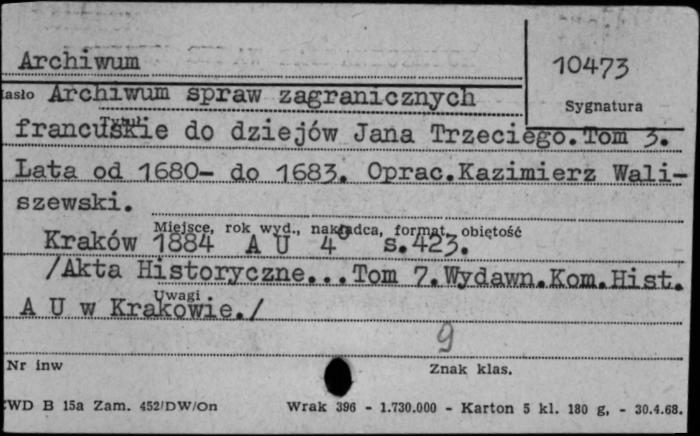 Archiwum
10473
Hasło Archiwum spraw zagranicznych
Sygnatura
Tytuł
francuskie do dziejów Jana Trzeciego. Tom 3.
Lata od 1680- do 1683. Oprac. Kazimierz Wali-
szewski.
Miejsce, rok wyd., nakładca, format, objętość
Kraków 1884 A U 4° s.423.
/Akta Historyczne...Tom 7.Wydawn.Kom.Hist.
Uwagi
A U w Krakowie./
9
Nr inw
Znak klas.
CWD B 15a Zam. 452/DW/On Wrak 396 - 1.730.000 - Karton 5 kl. 180 g, - 30.4.68.